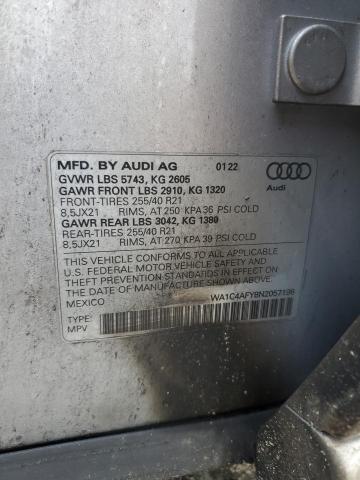 MFD. BY AUDI AG 01 22
GVWR LBS 5743, KG 2605
GAWR FRONT LBS 2910, KG 1320
FRONT-TIRES 255/40 R21
8,5JX21 RIMS, AT 250 KPA 36 PSI COLD
GAWR REAR LBS 3042, KG 1380
REAR-TIRES 255/40 R21
8,5JX21 RIMS, AT 270 KPA 39 PSI COLD
Audi
THIS VEHICLE CONFORMS TO ALL APPLICABLE
U.S. FEDERAL MOTOR VEHICLE SAFETY, BUMPER,
AND THEFT PREVENTION STANDARDS IN EFFECT
ON THE DATE OF MANUFACTURE SHOWN ABOVE.
MEXICO
WA1C4AFY8N2057196
TYPE:
MPV